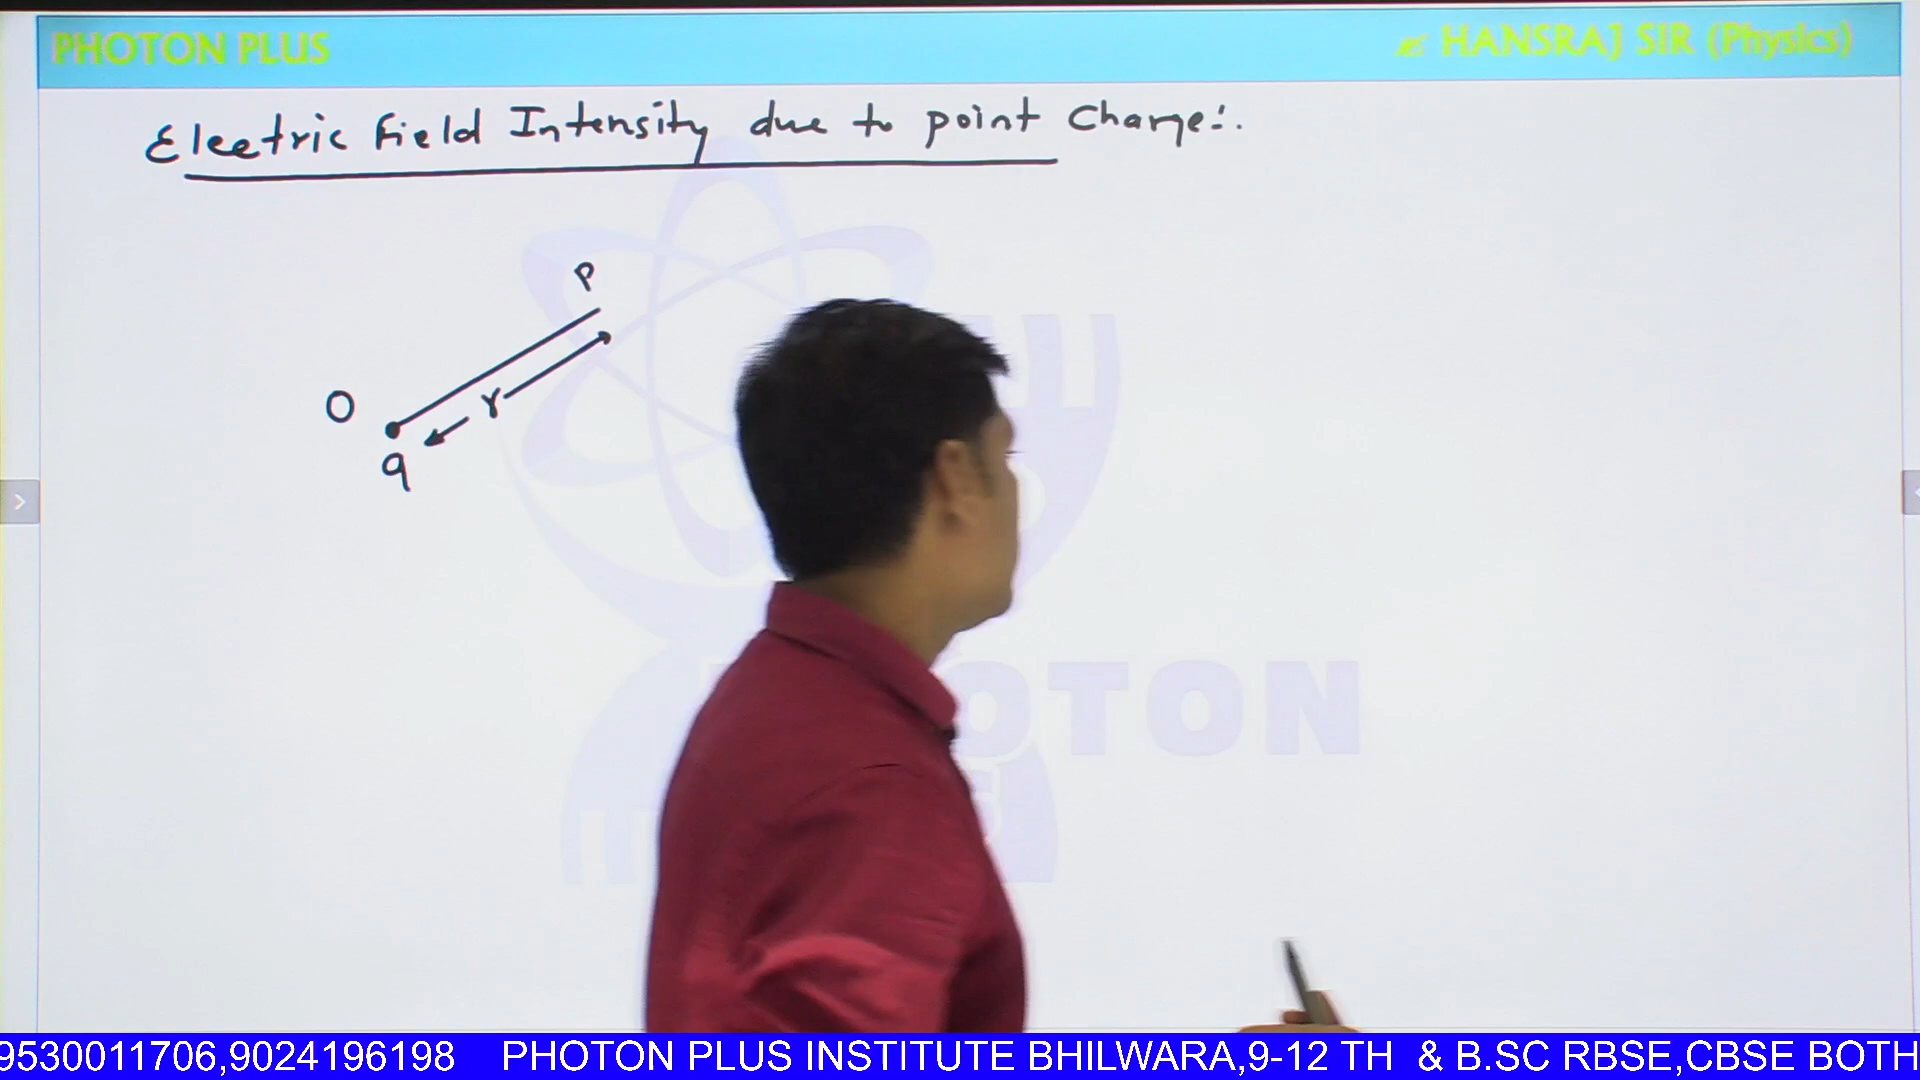 PHOTON PLUS
HANSRAJ SIR (Physics)
Electric Field Intensity due to point Charge:.
P
r
O
q
OTON
9530011706,9024196198 PHOTON PLUS INSTITUTE BHILWARA,9-12 TH & B.SC RBSE,CBSE BOTH